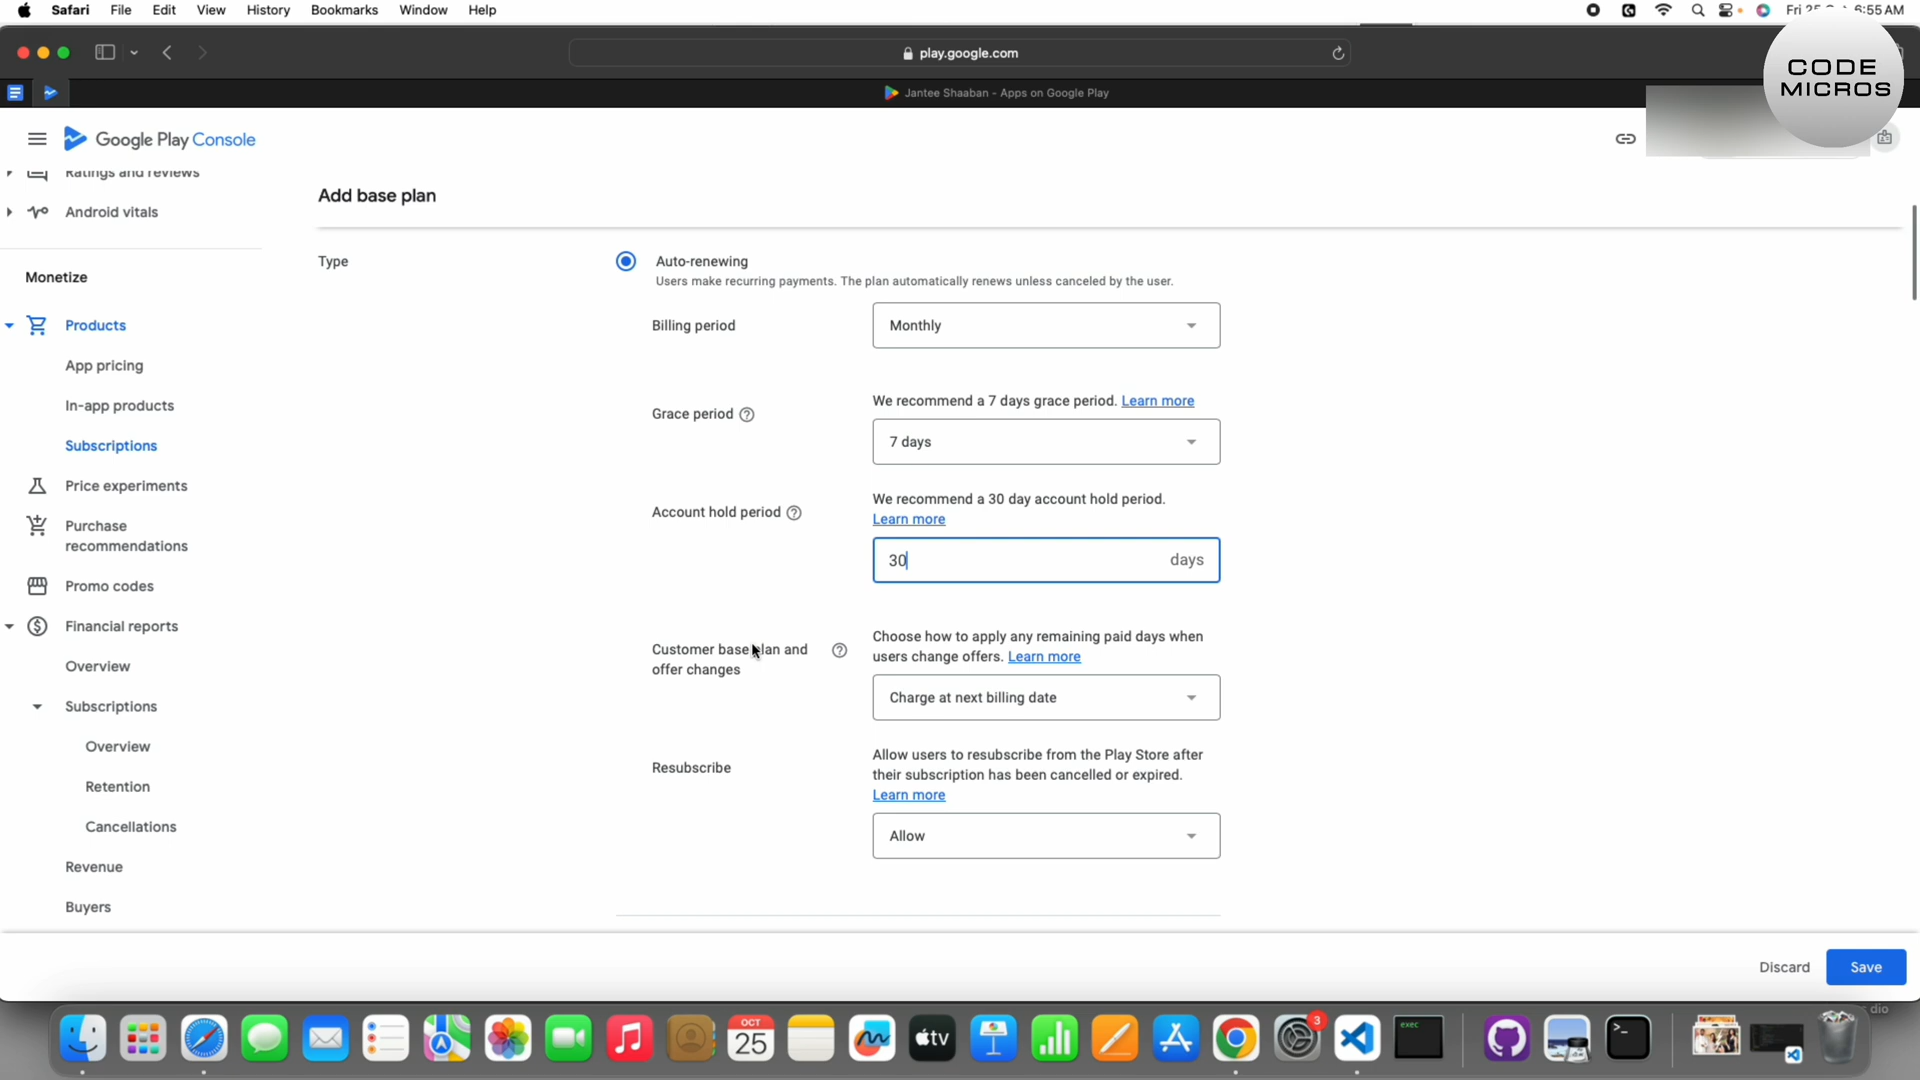 Safari File Edit View History Bookmarks Window Help
6:55 AM
play.google.com
CODE
MICROS
Jantee Shaaban - Apps on Google Play
Google Play Console
Ratings and reviews
Android vitals
Monetize
Products
App pricing
In-app products
Subscriptions
Price experiments
Purchase
recommendations
Promo codes
Financial reports
Overview
Subscriptions
Overview
Retention
Cancellations
Revenue
Buyers
Add base plan
Type
Auto-renewing
Users make recurring payments. The plan automatically renews unless canceled by the user.
Billing period
Monthly
We recommend a 7 days grace period. Learn more
Grace period
7 days
We recommend a 30 day account hold period.
Account hold period
Learn more
30 days
Customer base plan and
offer changes
Choose how to apply any remaining paid days when
users change offers. Learn more
Charge at next billing date
Resubscribe
Allow users to resubscribe from the Play Store after
their subscription has been cancelled or expired.
Learn more
Allow
Discard Save
dio
OCT
25
tv
3
exec